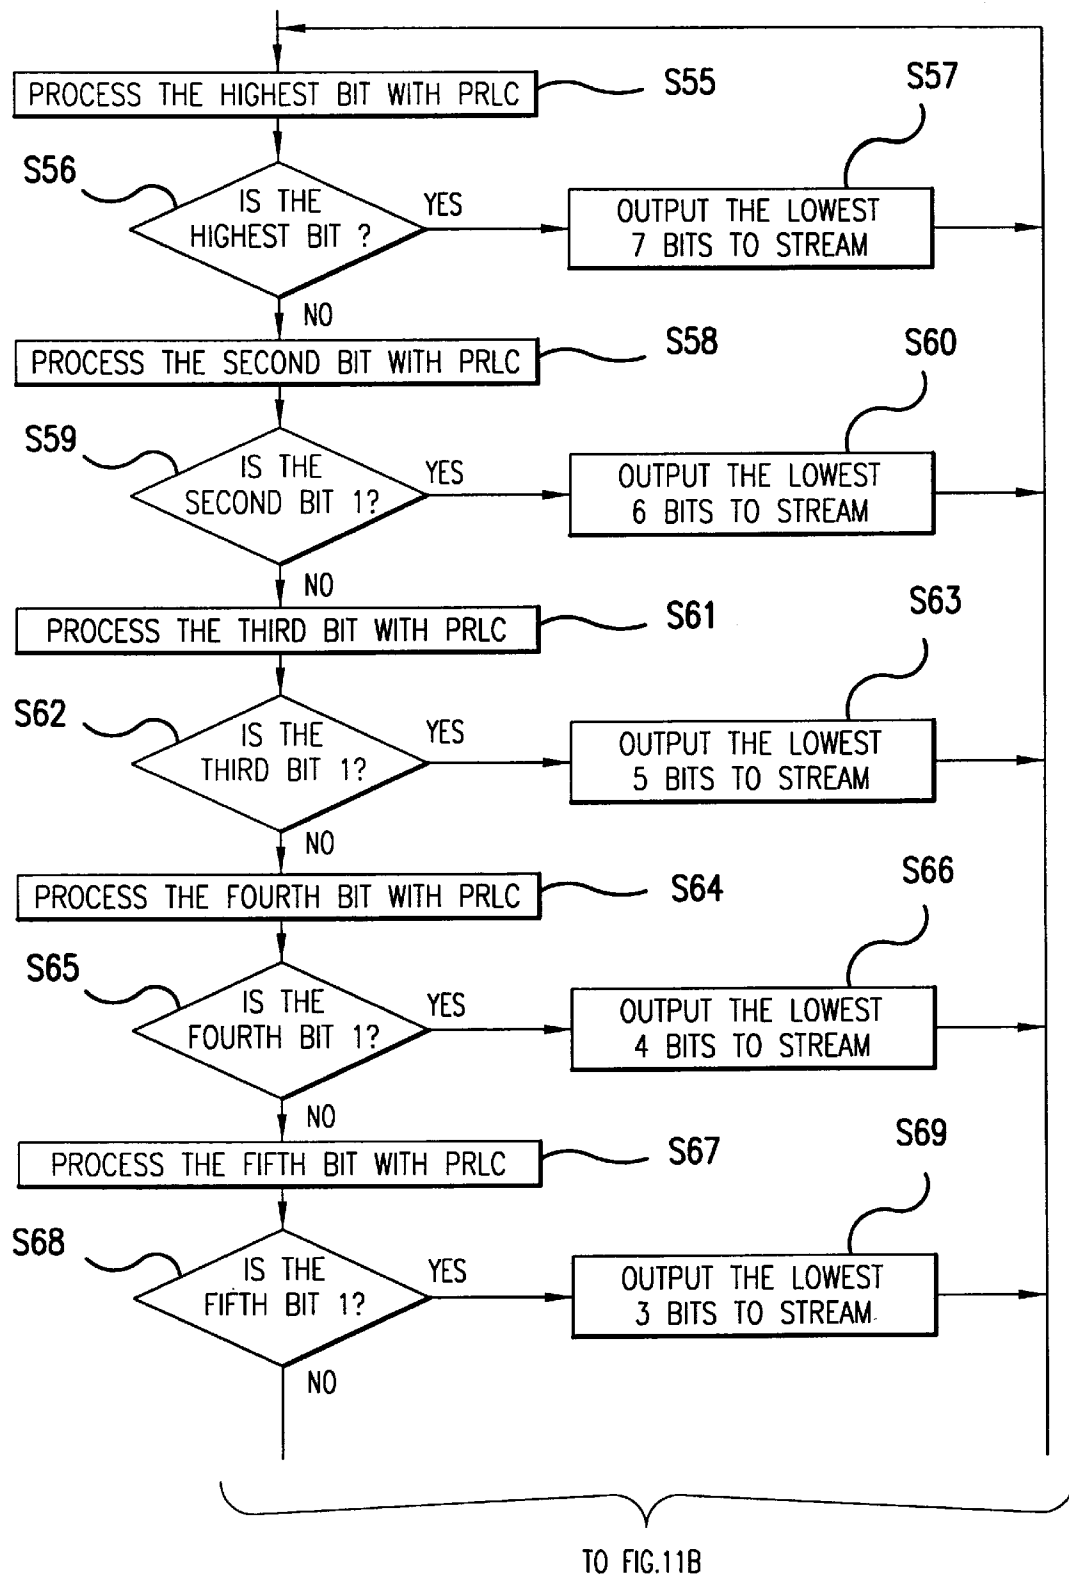 PROCESS THE HIGHEST BIT WITH PRLC
S55
S57
S56
IS THE
HIGHEST BIT ?
YES
OUTPUT THE LOWEST
7 BITS TO STREAM
NO
PROCESS THE SECOND BIT WITH PRLC
S58
S60
S59
IS THE
SECOND BIT 1?
YES
OUTPUT THE LOWEST
6 BITS TO STREAM
NO
PROCESS THE THIRD BIT WITH PRLC
S61
S63
S62
IS THE
THIRD BIT 1?
YES
OUTPUT THE LOWEST
5 BITS TO STREAM
NO
PROCESS THE FOURTH BIT WITH PRLC
S64
S66
S65
IS THE
FOURTH BIT 1?
YES
OUTPUT THE LOWEST
4 BITS TO STREAM
NO
PROCESS THE FIFTH BIT WITH PRLC
S67
S69
S68
IS THE
FIFTH BIT 1?
YES
OUTPUT THE LOWEST
3 BITS TO STREAM
NO
TO FIG.11B